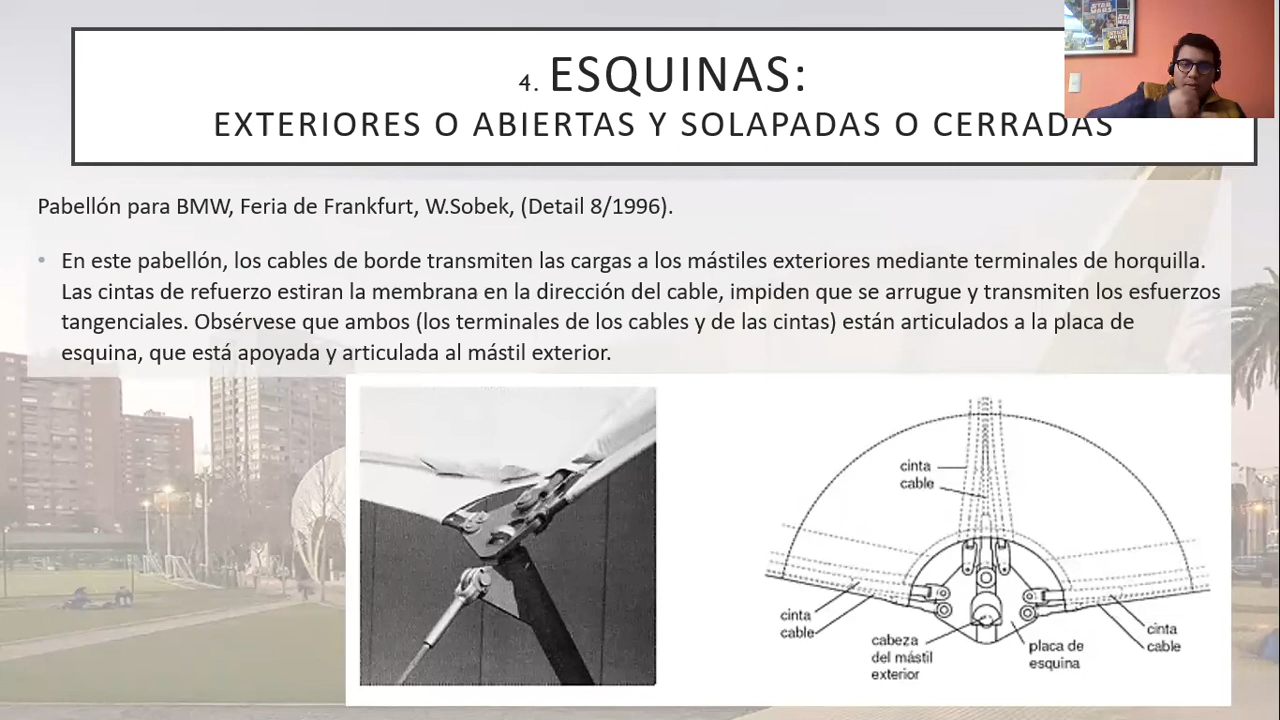 4. ESQUINAS:
EXTERIORES O ABIERTAS Y SOLAPADAS O CERRADAS
Pabellón para BMW, Feria de Frankfurt, W.Sobek, (Detail 8/1996).
• En este pabellón, los cables de borde transmiten las cargas a los mástiles exteriores mediante terminales de horquilla.
Las cintas de refuerzo estiran la membrana en la dirección del cable, impiden que se arrugue y transmiten los esfuerzos
tangenciales. Obsérvese que ambos (los terminales de los cables y de las cintas) están articulados a la placa de
esquina, que está apoyada y articulada al mástil exterior.
cinta
cable
cinta
cable
cabeza
del mástil
exterior
placa de
esquina
cinta
cable
STAR
WARS
STAR
WARS